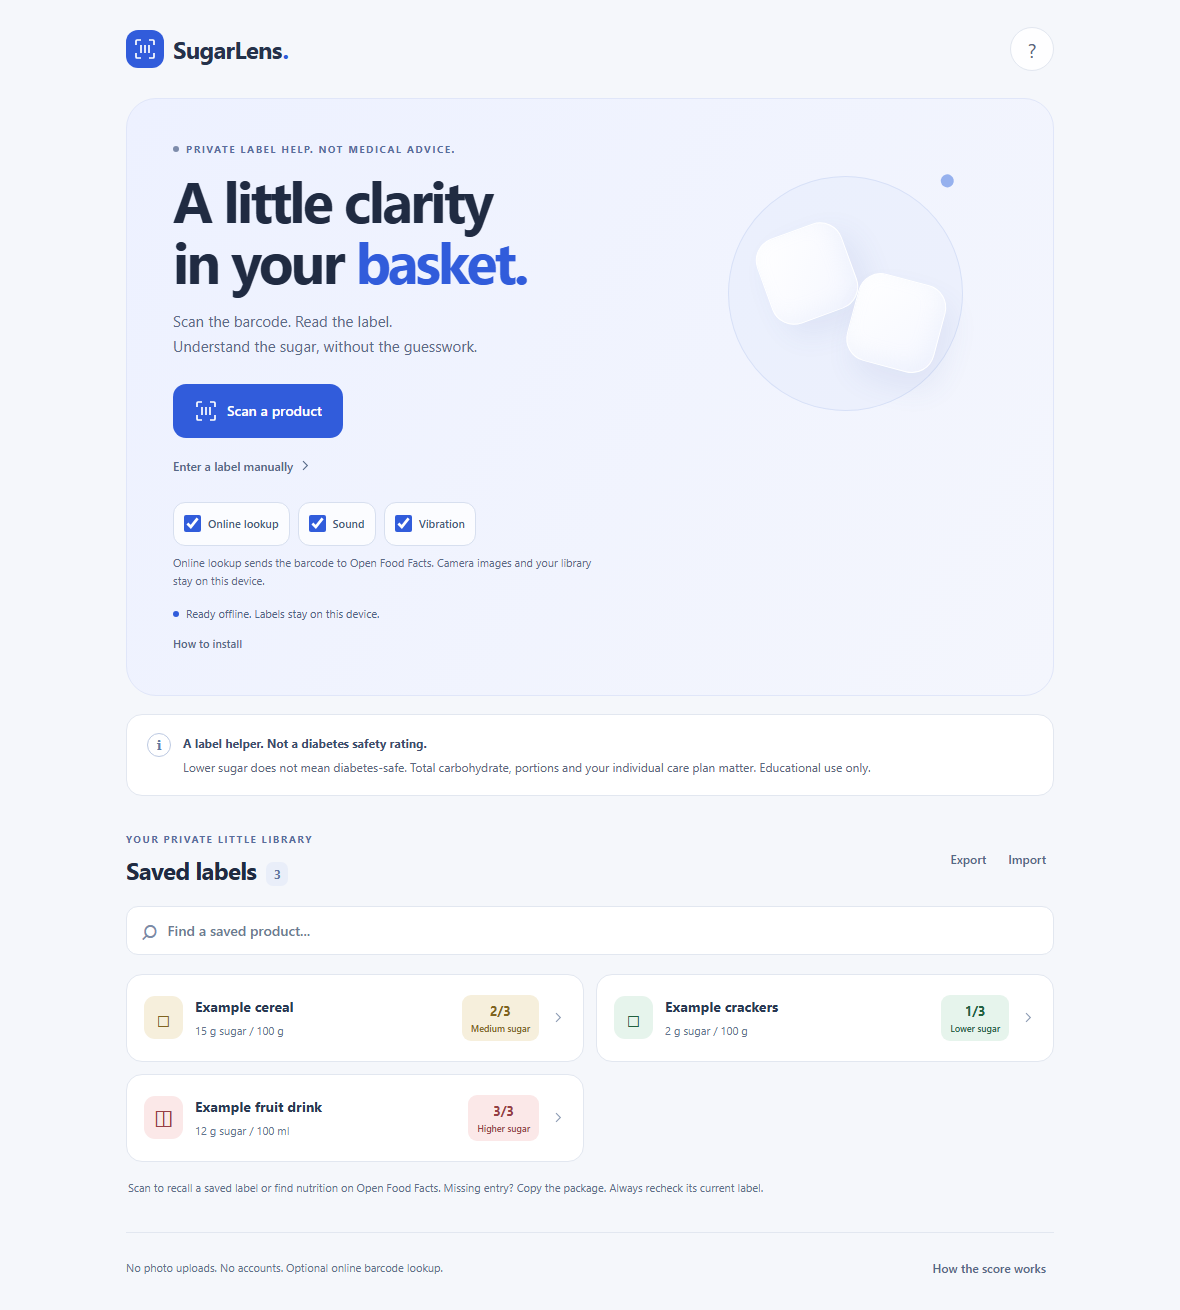 SugarLens.
?
PRIVATE LABEL HELP. NOT MEDICAL ADVICE.
A little clarity
in your basket.
Scan the barcode. Read the label.
Understand the sugar, without the guesswork.
Scan a product
Enter a label manually
Online lookup
Sound
Vibration
Online lookup sends the barcode to Open Food Facts. Camera images and your library
stay on this device.
Ready offline. Labels stay on this device.
How to install
i
A label helper. Not a diabetes safety rating.
Lower sugar does not mean diabetes-safe. Total carbohydrate, portions and your individual care plan matter. Educational use only.
YOUR PRIVATE LITTLE LIBRARY
Saved labels 3
Export
Import
Find a saved product...
Example cereal
15 g sugar / 100 g
2/3
Medium sugar
Example crackers
2 g sugar / 100 g
1/3
Lower sugar
Example fruit drink
12 g sugar / 100 ml
3/3
Higher sugar
Scan to recall a saved label or find nutrition on Open Food Facts. Missing entry? Copy the package. Always recheck its current label.
No photo uploads. No accounts. Optional online barcode lookup.
How the score works